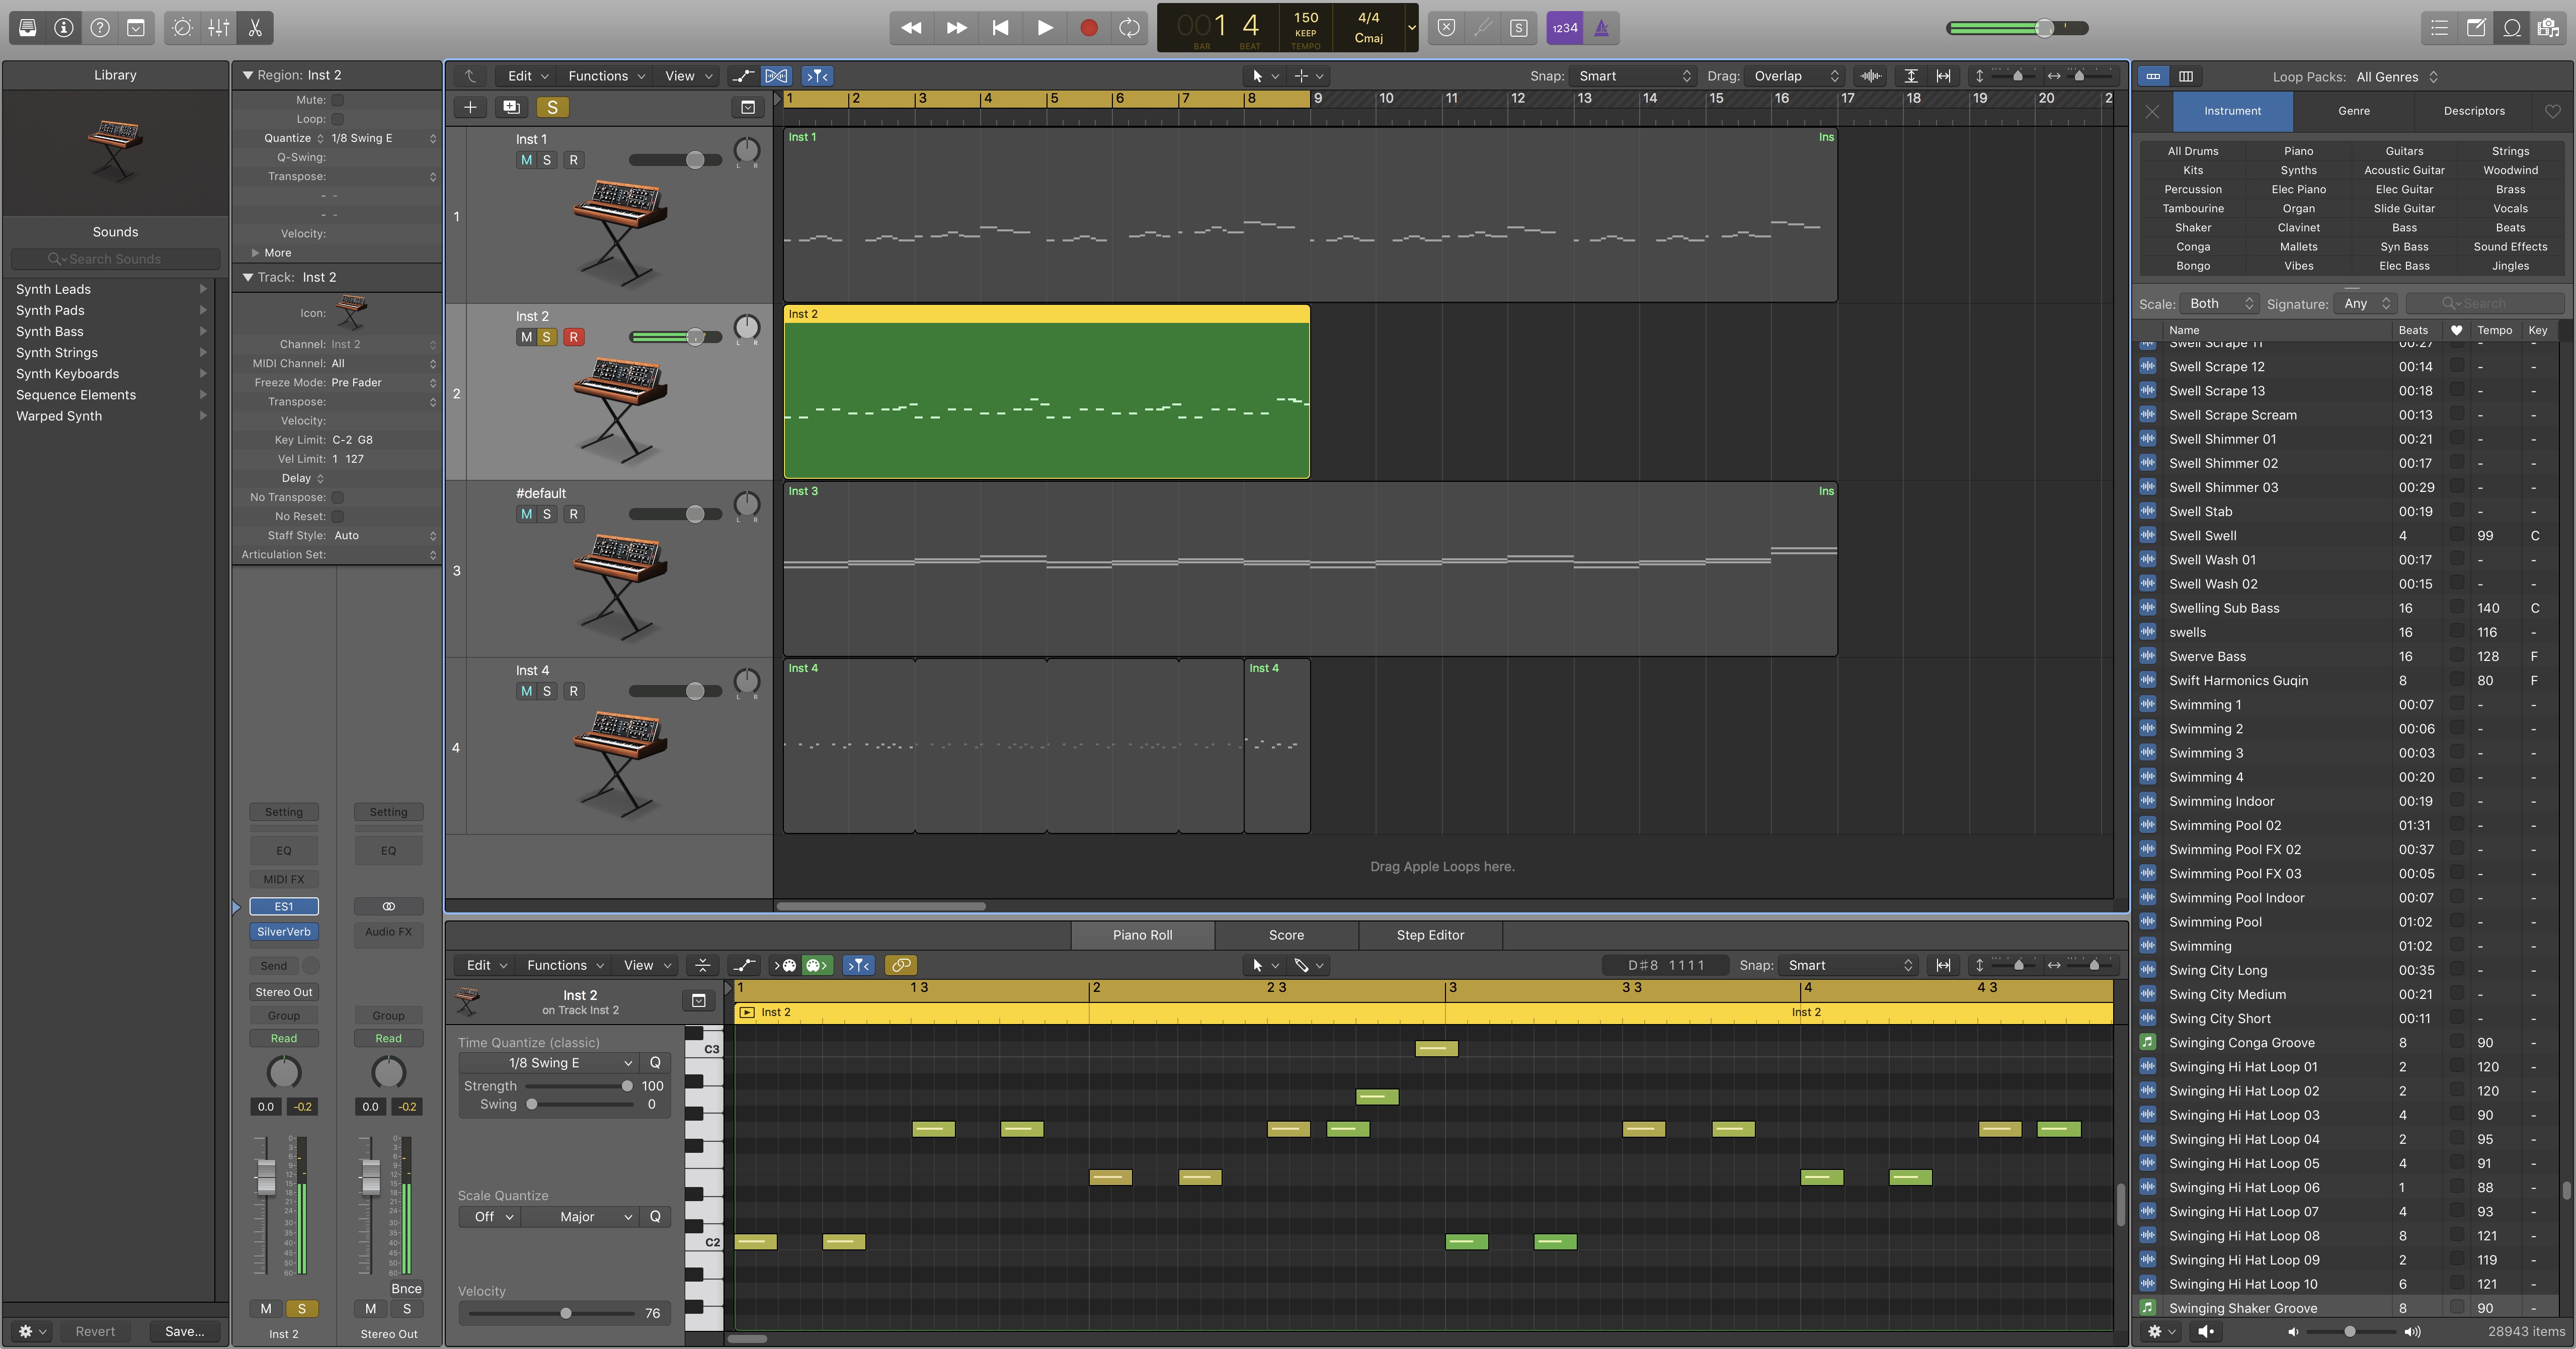 001 4
BAR BEAT
150
KEEP
TEMPO
4/4
Cmaj
S
1234
Library
Sounds
Search Sounds
Synth Leads
Synth Pads
Synth Bass
Synth Strings
Synth Keyboards
Sequence Elements
Warped Synth
Revert
Save...
Region: Inst 2
Mute:
Loop:
Quantize 1/8 Swing E
Q-Swing:
Transpose:
- -
- -
Velocity:
More
Track: Inst 2
Icon:
Channel: Inst 2
MIDI Channel: All
Freeze Mode: Pre Fader
Transpose:
Velocity:
Key Limit: C-2 G8
Vel Limit: 1 127
Delay
No Transpose:
No Reset:
Staff Style: Auto
Articulation Set:
Setting Setting
EQ EQ
MIDI FX
ES1
SilverVerb Audio FX
Send
Stereo Out
Group Group
Read Read
0.0 -0.2 0.0 -0.2
Bnce
M S M S
Inst 2 Stereo Out
Edit Functions View
Snap: Smart Drag: Overlap
S
1 2 3 4 5 6 7 8 9 10 11 12 13 14 15 16 17 18 19 20 2
1
Inst 1
M S R
L R
Inst 1 Ins
2
Inst 2
M S R
Inst 2
3
#default
M S R
L R
Inst 3 Ins
4
Inst 4
M S R
L R
Inst 4 Inst 4
Drag Apple Loops here.
Piano Roll Score Step Editor
Edit Functions View
D#8 1 1 1 1
Snap: Smart
Inst 2
on Track Inst 2
1 1 3 2 2 3 3 3 3 4 4 3
Inst 2 Inst 2
Time Quantize (classic)
1/8 Swing E Q
Strength 100
Swing 0
Scale Quantize
Off Major Q
Velocity
76
C3
C2
Loop Packs: All Genres
Instrument Genre Descriptors
All Drums Piano Guitars Strings
Kits Synths Acoustic Guitar Woodwind
Percussion Elec Piano Elec Guitar Brass
Tambourine Organ Slide Guitar Vocals
Shaker Clavinet Bass Beats
Conga Mallets Syn Bass Sound Effects
Bongo Vibes Elec Bass Jingles
Scale: Both Signature: Any Search
Name Beats Tempo Key
Swell Scrape 11 00:27 - -
Swell Scrape 12 00:14 - -
Swell Scrape 13 00:18 - -
Swell Scrape Scream 00:13 - -
Swell Shimmer 01 00:21 - -
Swell Shimmer 02 00:17 - -
Swell Shimmer 03 00:29 - -
Swell Stab 00:19 - -
Swell Swell 4 99 C
Swell Wash 01 00:17 - -
Swell Wash 02 00:15 - -
Swelling Sub Bass 16 140 C
swells 16 116 -
Swerve Bass 16 128 F
Swift Harmonics Guqin 8 80 F
Swimming 1 00:07 - -
Swimming 2 00:06 - -
Swimming 3 00:03 - -
Swimming 4 00:20 - -
Swimming Indoor 00:19 - -
Swimming Pool 02 01:31 - -
Swimming Pool FX 02 00:37 - -
Swimming Pool FX 03 00:05 - -
Swimming Pool Indoor 00:07 - -
Swimming Pool 01:02 - -
Swimming 01:02 - -
Swing City Long 00:35 - -
Swing City Medium 00:21 - -
Swing City Short 00:11 - -
Swinging Conga Groove 8 90 -
Swinging Hi Hat Loop 01 2 120 -
Swinging Hi Hat Loop 02 2 120 -
Swinging Hi Hat Loop 03 4 90 -
Swinging Hi Hat Loop 04 2 95 -
Swinging Hi Hat Loop 05 4 91 -
Swinging Hi Hat Loop 06 1 88 -
Swinging Hi Hat Loop 07 4 93 -
Swinging Hi Hat Loop 08 8 121 -
Swinging Hi Hat Loop 09 2 119 -
Swinging Hi Hat Loop 10 6 121 -
Swinging Shaker Groove 8 90 -
28943 items